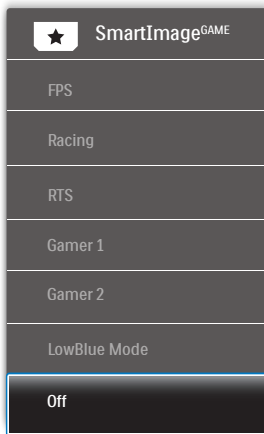 SmartImageGAME
FPS
Racing
RTS
Gamer 1
Gamer 2
LowBlue Mode
Off